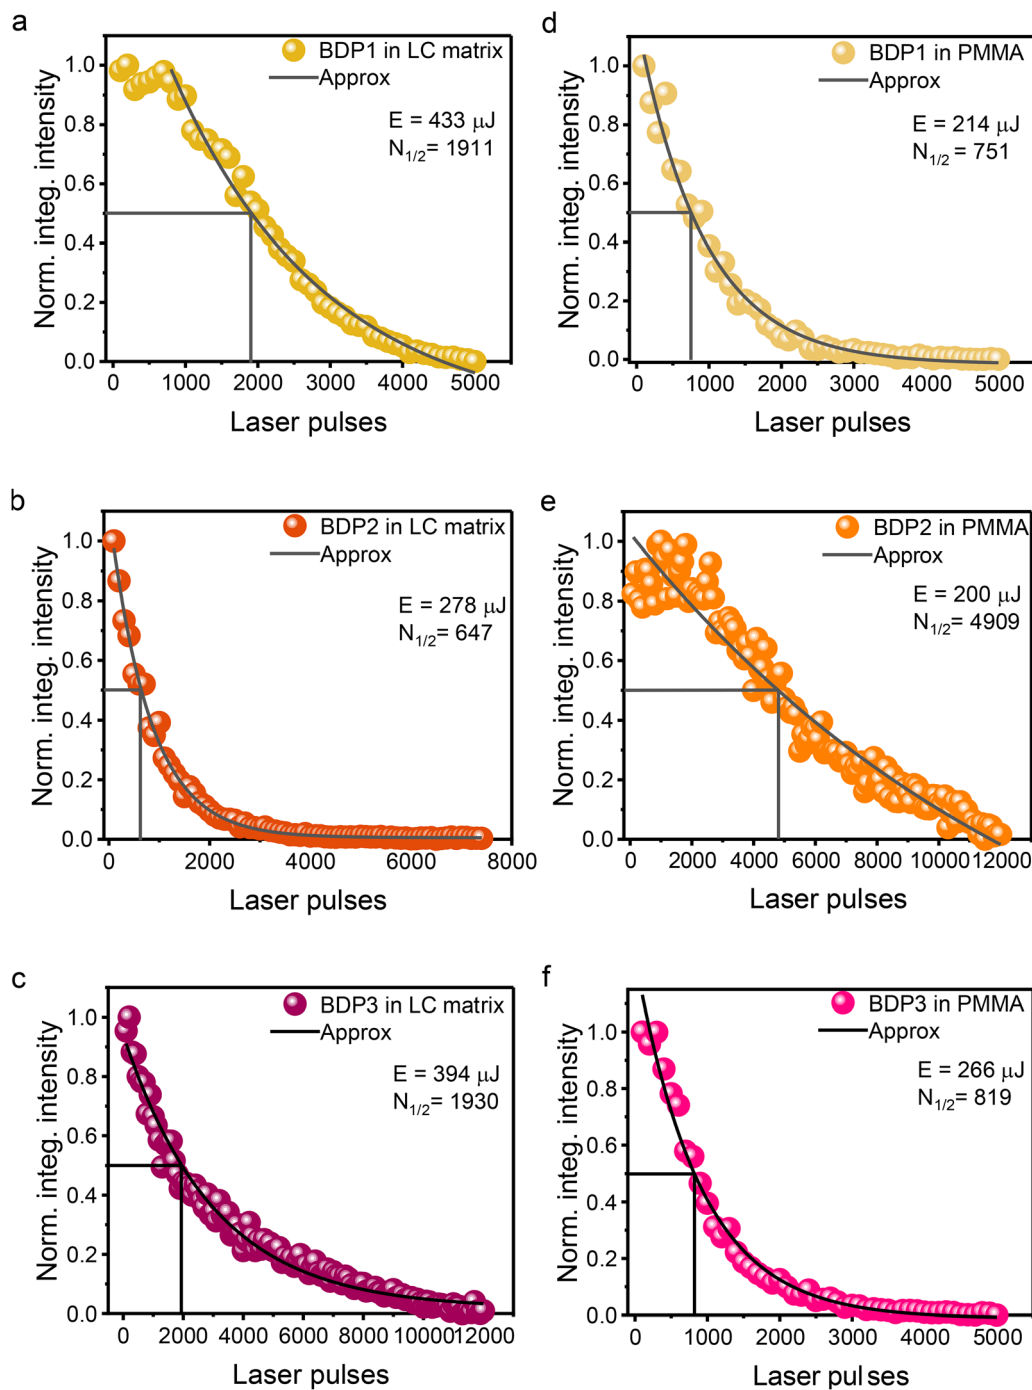 a
BDP1 in LC matrix
Approx
E = 433 μJ
N1/2 = 1911
Norm. integ. intensity
1.0
0.8
0.6
0.4
0.2
0.0
0 1000 2000 3000 4000 5000
Laser pulses
d
BDP1 in PMMA
Approx
E = 214 μJ
N1/2 = 751
Norm. integ. intensity
1.0
0.8
0.6
0.4
0.2
0.0
0 1000 2000 3000 4000 5000
Laser pulses
b
BDP2 in LC matrix
Approx
E = 278 μJ
N1/2= 647
Norm. integ. intensity
1.0
0.8
0.6
0.4
0.2
0.0
0 2000 4000 6000 8000
Laser pulses
e
BDP2 in PMMA
Approx
E = 200 μJ
N1/2= 4909
Norm. integ. intensity
1.0
0.8
0.6
0.4
0.2
0.0
0 2000 4000 6000 8000 10000 12000
Laser pulses
c
BDP3 in LC matrix
Approx
E = 394 μJ
N1/2= 1930
Norm. integ. intensity
1.0
0.8
0.6
0.4
0.2
0.0
0 2000 4000 6000 8000 10000 12000
Laser pulses
f
BDP3 in PMMA
Approx
E = 266 μJ
N1/2= 819
Norm. integ. intensity
1.0
0.8
0.6
0.4
0.2
0.0
0 1000 2000 3000 4000 5000
Laser pulses